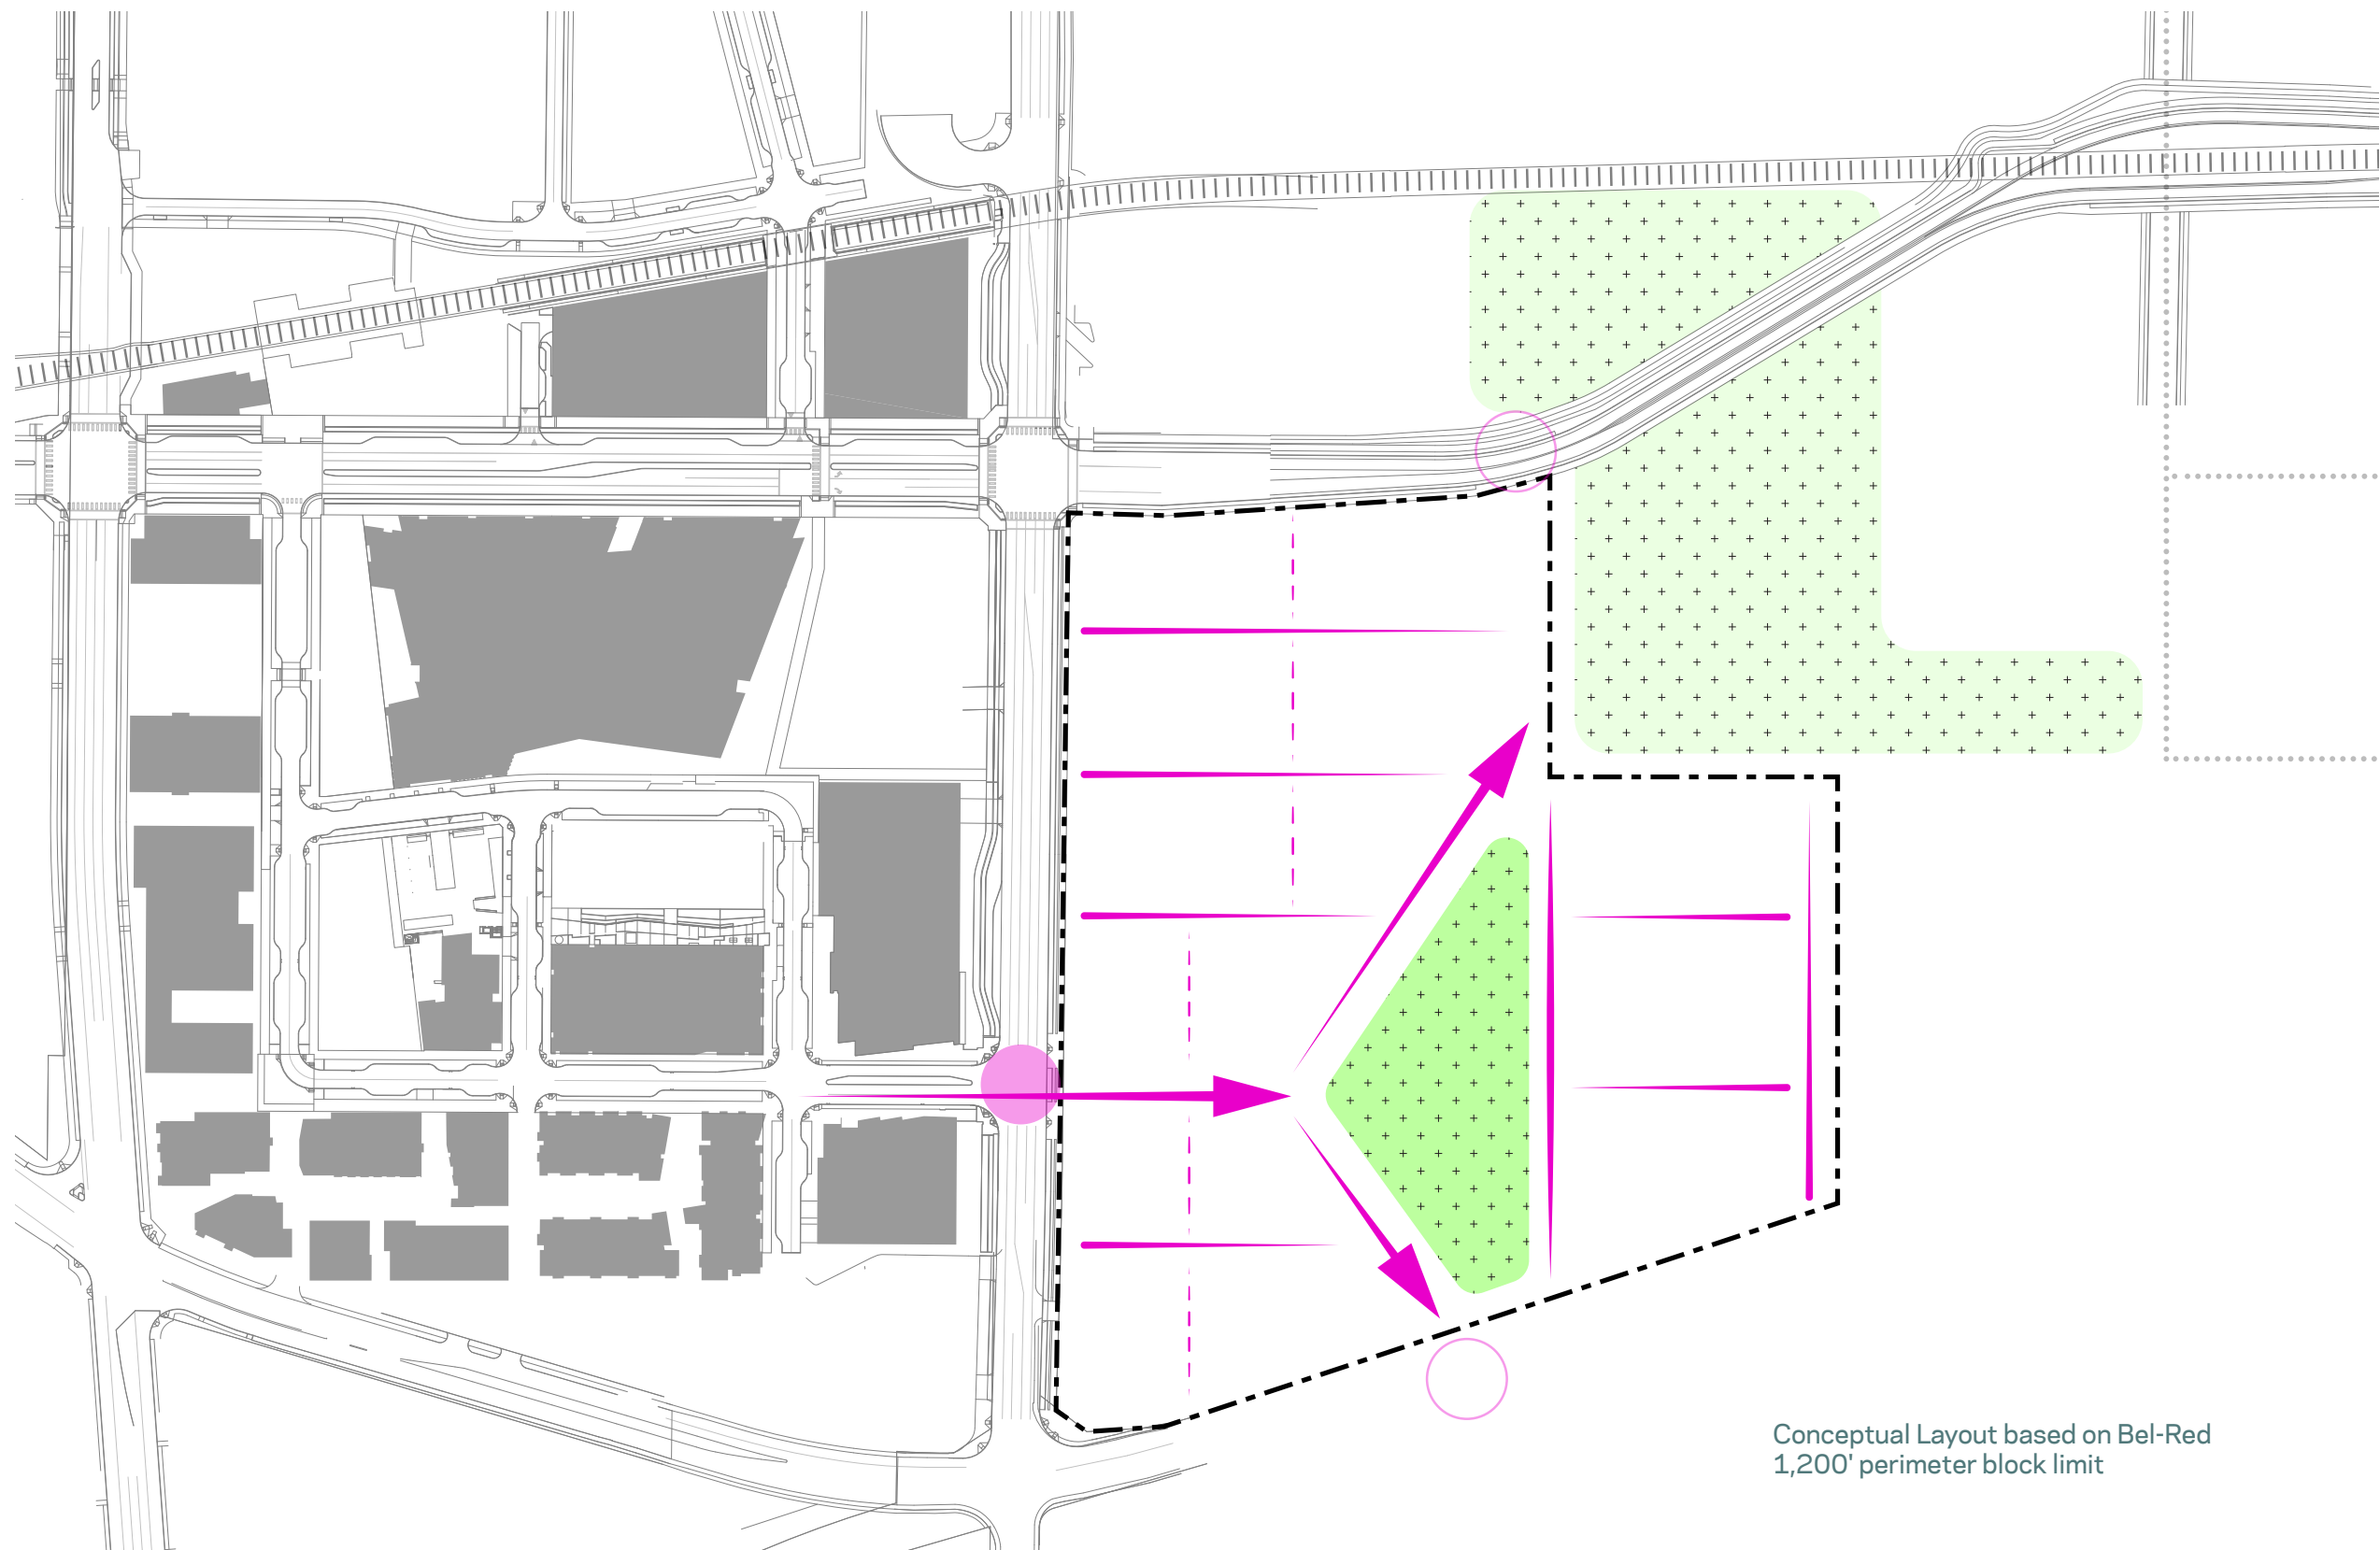 Conceptual Layout based on Bel-Red
1,200' perimeter block limit